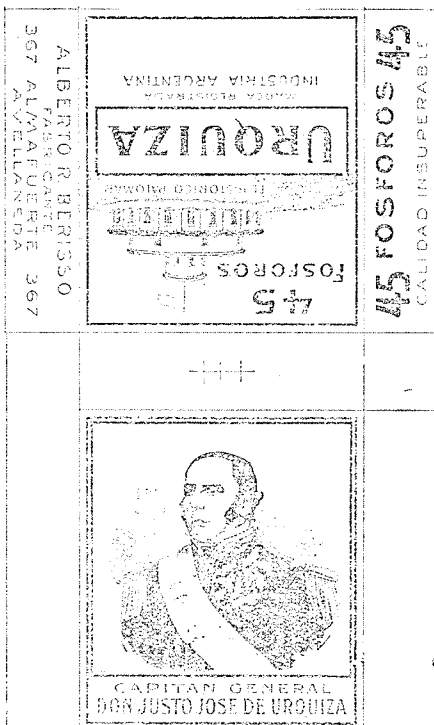 ALBERTO R. BERISSO
FABRICANTE
367 ALMAFUERTE 367
AVELLANEDA
45
FOSFOROS
EL HISTORICO PALOMAR
URQUIZA
MARCA REGISTRADA
INDUSTRIA ARGENTINA
45 FOSFOROS 45
CALIDAD INSUPERABLE
CAPITAN GENERAL
DON JUSTO JOSE DE URQUIZA